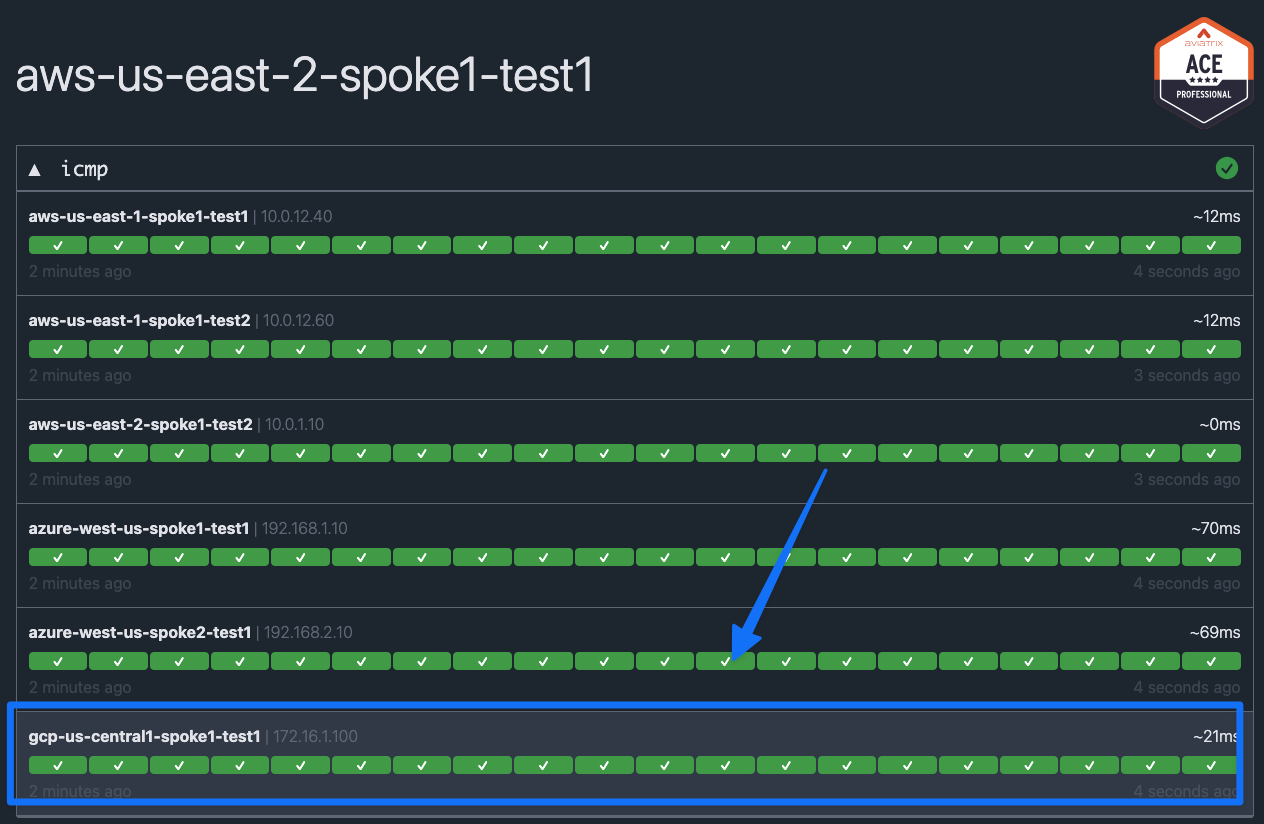 aws-us-east-2-spoke1-test1
aviatrix
ACE
PROFESSIONAL
▲ icmp
aws-us-east-1-spoke1-test1 | 10.0.12.40 ~12ms
2 minutes ago 4 seconds ago
aws-us-east-1-spoke1-test2 | 10.0.12.60 ~12ms
2 minutes ago 3 seconds ago
aws-us-east-2-spoke1-test2 | 10.0.1.10 ~0ms
2 minutes ago 3 seconds ago
azure-west-us-spoke1-test1 | 192.168.1.10 ~70ms
2 minutes ago 4 seconds ago
azure-west-us-spoke2-test1 | 192.168.2.10 ~69ms
2 minutes ago 4 seconds ago
gcp-us-central1-spoke1-test1 | 172.16.1.100 ~21ms
2 minutes ago 4 seconds ago